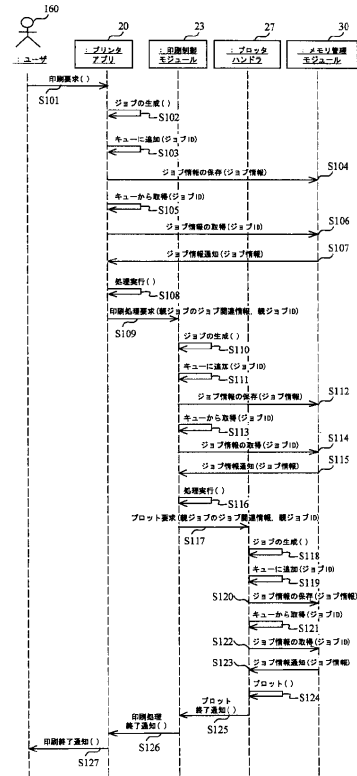 160
20
23
27
30
: ユーザ
: プリンタ
アプリ
: 印刷制御
モジュール
: プロッタ
ハンドラ
: メモリ管理
モジュール
印刷要求()
S101
ジョブの生成()
S102
キューに追加(ジョブID)
S103
ジョブ情報の保存(ジョブ情報)
S104
キューから取得(ジョブID)
S105
ジョブ情報の取得(ジョブID)
S106
ジョブ情報通知(ジョブ情報)
S107
処理実行()
S108
印刷処理要求(親ジョブのジョブ関連情報, 親ジョブID)
S109
ジョブの生成()
S110
キューに追加(ジョブID)
S111
ジョブ情報の保存(ジョブ情報)
S112
キューから取得(ジョブID)
S113
ジョブ情報の取得(ジョブID)
S114
ジョブ情報通知(ジョブ情報)
S115
処理実行()
S116
プロット要求(親ジョブのジョブ関連情報, 親ジョブID)
S117
ジョブの生成()
S118
キューに追加(ジョブID)
S119
ジョブ情報の保存(ジョブ情報)
S120
キューから取得(ジョブID)
S121
ジョブ情報の取得(ジョブID)
S122
ジョブ情報通知(ジョブ情報)
S123
プロット()
S124
プロット
終了通知()
S125
印刷処理
終了通知()
S126
印刷終了通知()
S127